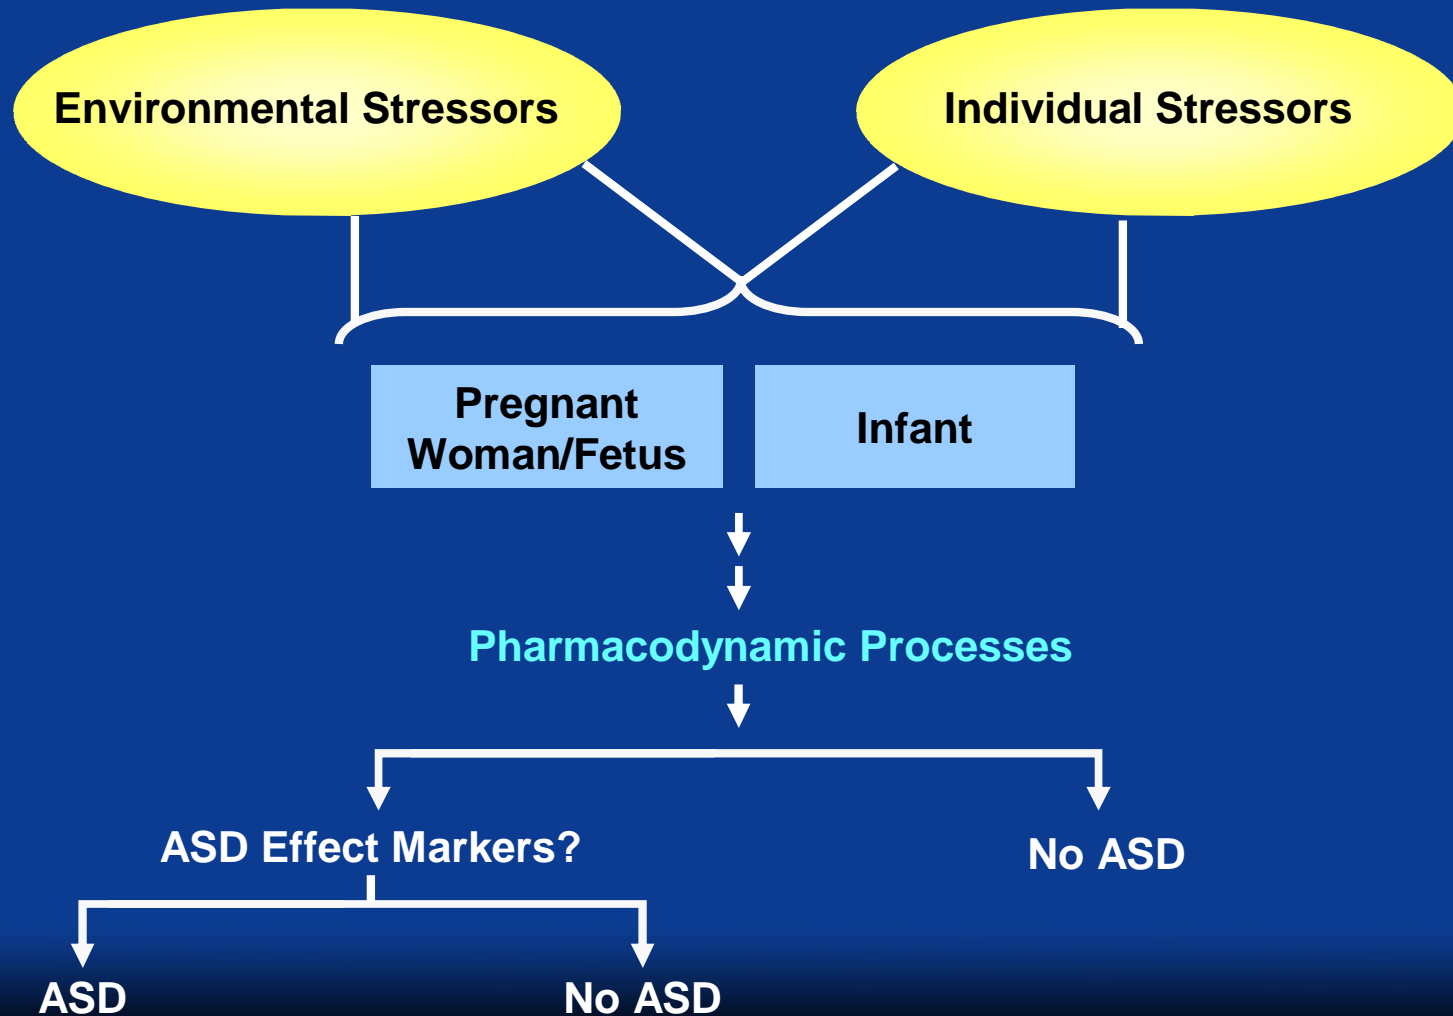 Environmental Stressors
Individual Stressors
Pregnant
Woman/Fetus
Infant
Pharmacodynamic Processes
ASD Effect Markers?
No ASD
ASD
No ASD